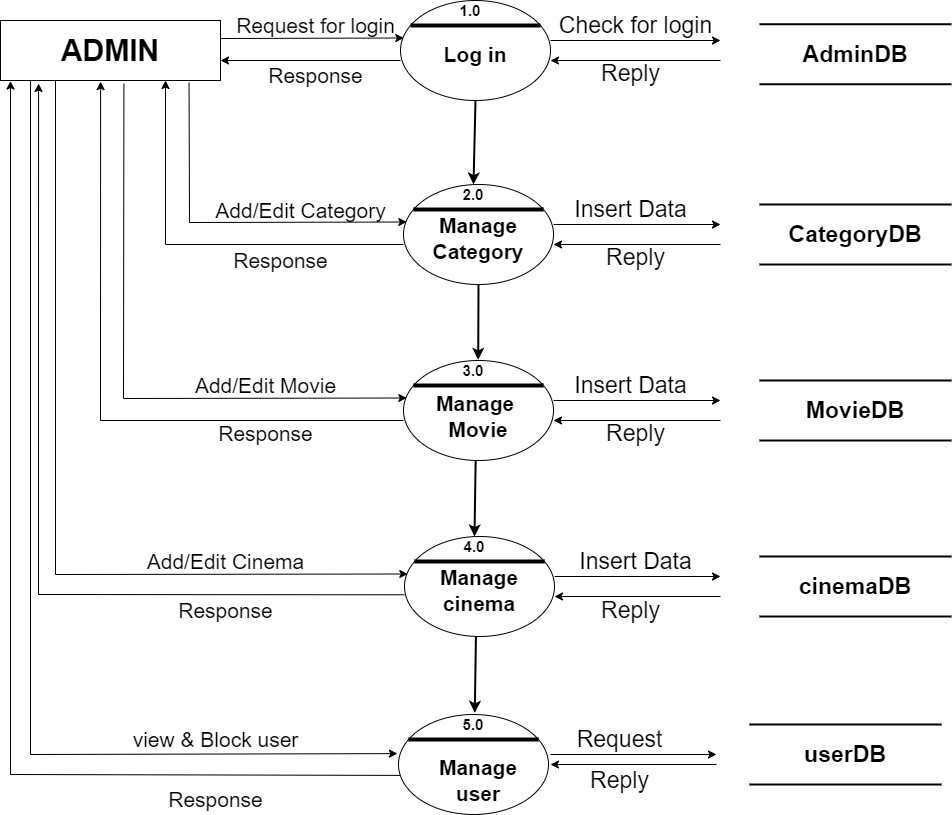 ADMIN
Request for login
Response
1.0
Log in
Check for login
Reply
AdminDB
Add/Edit Category
Response
2.0
Manage
Category
Insert Data
Reply
CategoryDB
Add/Edit Movie
Response
3.0
Manage
Movie
Insert Data
Reply
MovieDB
Add/Edit Cinema
Response
4.0
Manage
cinema
Insert Data
Reply
cinemaDB
view & Block user
Response
5.0
Manage
user
Request
Reply
userDB